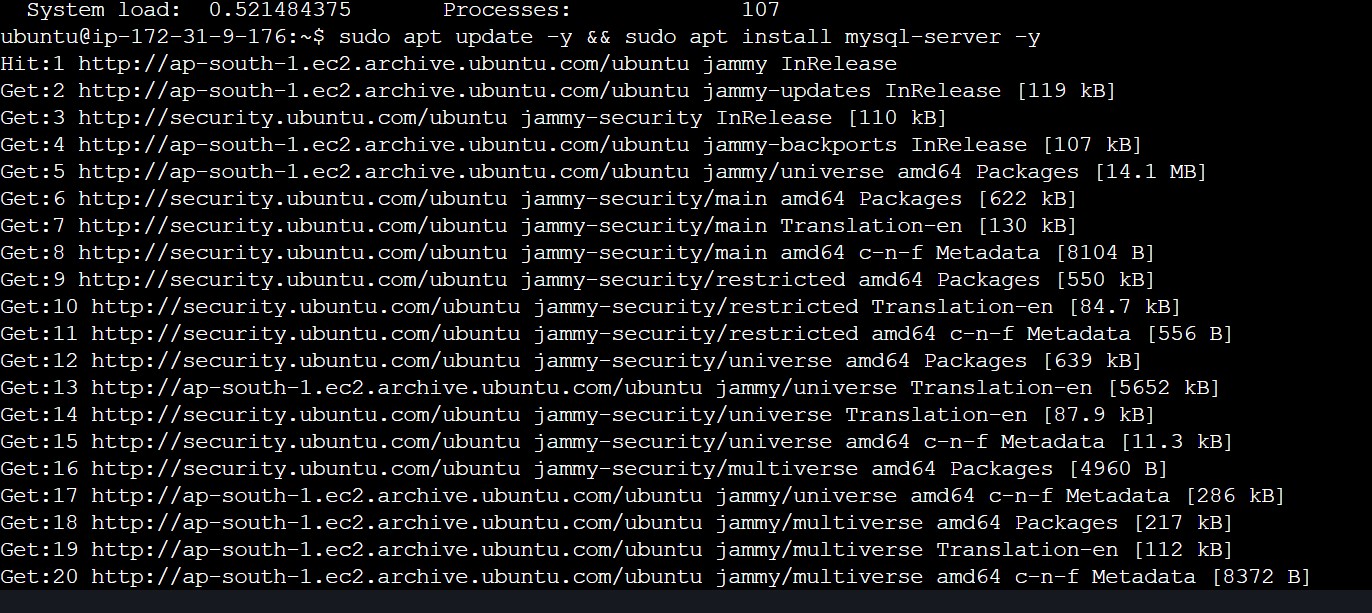 System load:  0.521484375       Processes:             107
ubuntu@ip-172-31-9-176:~$ sudo apt update -y && sudo apt install mysql-server -y
Hit:1 http://ap-south-1.ec2.archive.ubuntu.com/ubuntu jammy InRelease
Get:2 http://ap-south-1.ec2.archive.ubuntu.com/ubuntu jammy-updates InRelease [119 kB]
Get:3 http://security.ubuntu.com/ubuntu jammy-security InRelease [110 kB]
Get:4 http://ap-south-1.ec2.archive.ubuntu.com/ubuntu jammy-backports InRelease [107 kB]
Get:5 http://ap-south-1.ec2.archive.ubuntu.com/ubuntu jammy/universe amd64 Packages [14.1 MB]
Get:6 http://security.ubuntu.com/ubuntu jammy-security/main amd64 Packages [622 kB]
Get:7 http://security.ubuntu.com/ubuntu jammy-security/main Translation-en [130 kB]
Get:8 http://security.ubuntu.com/ubuntu jammy-security/main amd64 c-n-f Metadata [8104 B]
Get:9 http://security.ubuntu.com/ubuntu jammy-security/restricted amd64 Packages [550 kB]
Get:10 http://security.ubuntu.com/ubuntu jammy-security/restricted Translation-en [84.7 kB]
Get:11 http://security.ubuntu.com/ubuntu jammy-security/restricted amd64 c-n-f Metadata [556 B]
Get:12 http://security.ubuntu.com/ubuntu jammy-security/universe amd64 Packages [639 kB]
Get:13 http://ap-south-1.ec2.archive.ubuntu.com/ubuntu jammy/universe Translation-en [5652 kB]
Get:14 http://security.ubuntu.com/ubuntu jammy-security/universe Translation-en [87.9 kB]
Get:15 http://security.ubuntu.com/ubuntu jammy-security/universe amd64 c-n-f Metadata [11.3 kB]
Get:16 http://security.ubuntu.com/ubuntu jammy-security/multiverse amd64 Packages [4960 B]
Get:17 http://ap-south-1.ec2.archive.ubuntu.com/ubuntu jammy/universe amd64 c-n-f Metadata [286 kB]
Get:18 http://ap-south-1.ec2.archive.ubuntu.com/ubuntu jammy/multiverse amd64 Packages [217 kB]
Get:19 http://ap-south-1.ec2.archive.ubuntu.com/ubuntu jammy/multiverse Translation-en [112 kB]
Get:20 http://ap-south-1.ec2.archive.ubuntu.com/ubuntu jammy/multiverse amd64 c-n-f Metadata [8372 B]